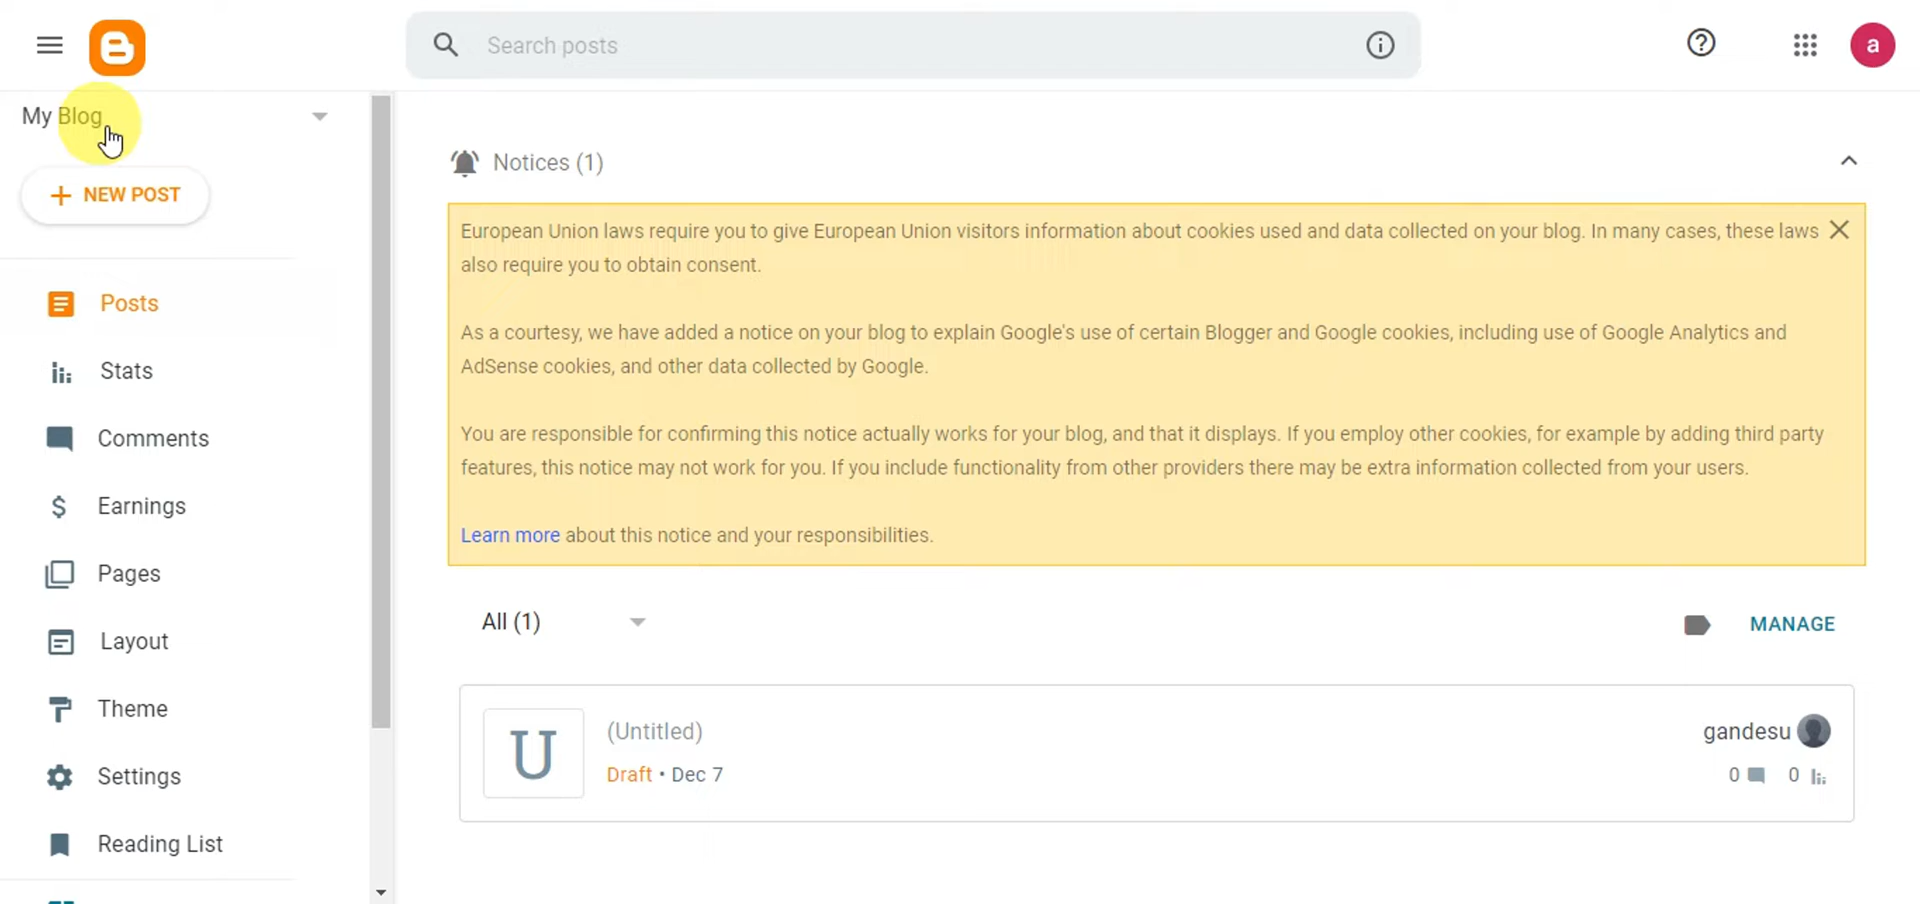 Search posts
a
My Blog
NEW POST
Posts
Stats
Comments
Earnings
Pages
Layout
Theme
Settings
Reading List
Notices (1)
European Union laws require you to give European Union visitors information about cookies used and data collected on your blog. In many cases, these laws
also require you to obtain consent.
As a courtesy, we have added a notice on your blog to explain Google's use of certain Blogger and Google cookies, including use of Google Analytics and
AdSense cookies, and other data collected by Google.
You are responsible for confirming this notice actually works for your blog, and that it displays. If you employ other cookies, for example by adding third party
features, this notice may not work for you. If you include functionality from other providers there may be extra information collected from your users.
Learn more about this notice and your responsibilities.
All (1)
MANAGE
U
(Untitled)
gandesu
Draft • Dec 7
0 0